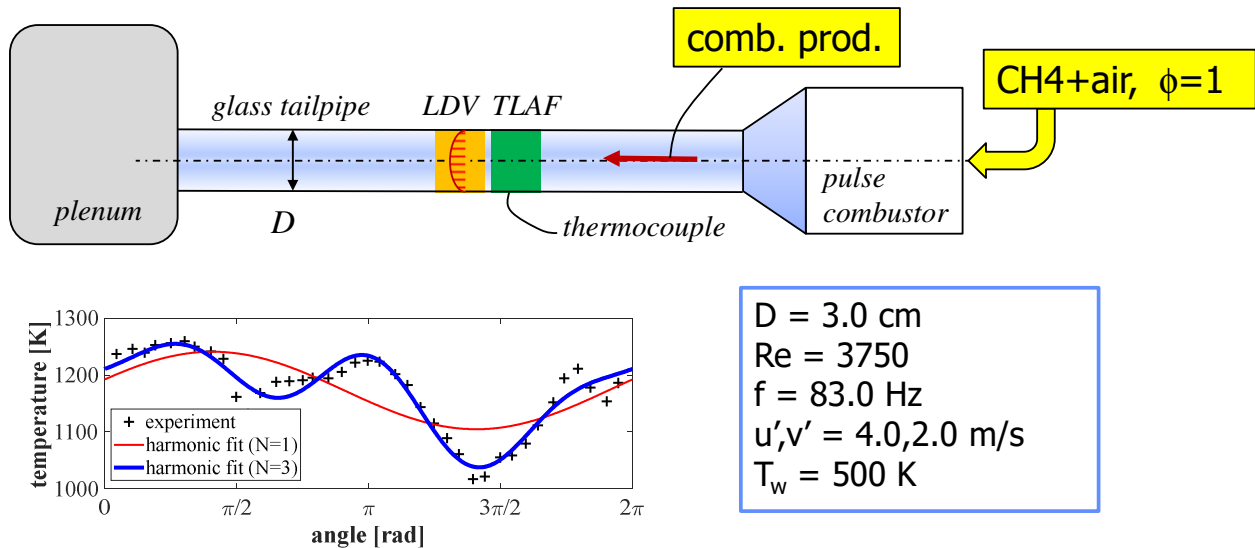 comb. prod.
CH4+air, ϕ=1
glass tailpipe
LDV
TLAF
plenum
D
thermocouple
pulse
combustor
temperature [K]
1300
1200
1100
1000
+ experiment
harmonic fit (N=1)
harmonic fit (N=3)
0
π/2
π
3π/2
2π
angle [rad]
D = 3.0 cm
Re = 3750
f = 83.0 Hz
u’,v’ = 4.0,2.0 m/s
T_w = 500 K